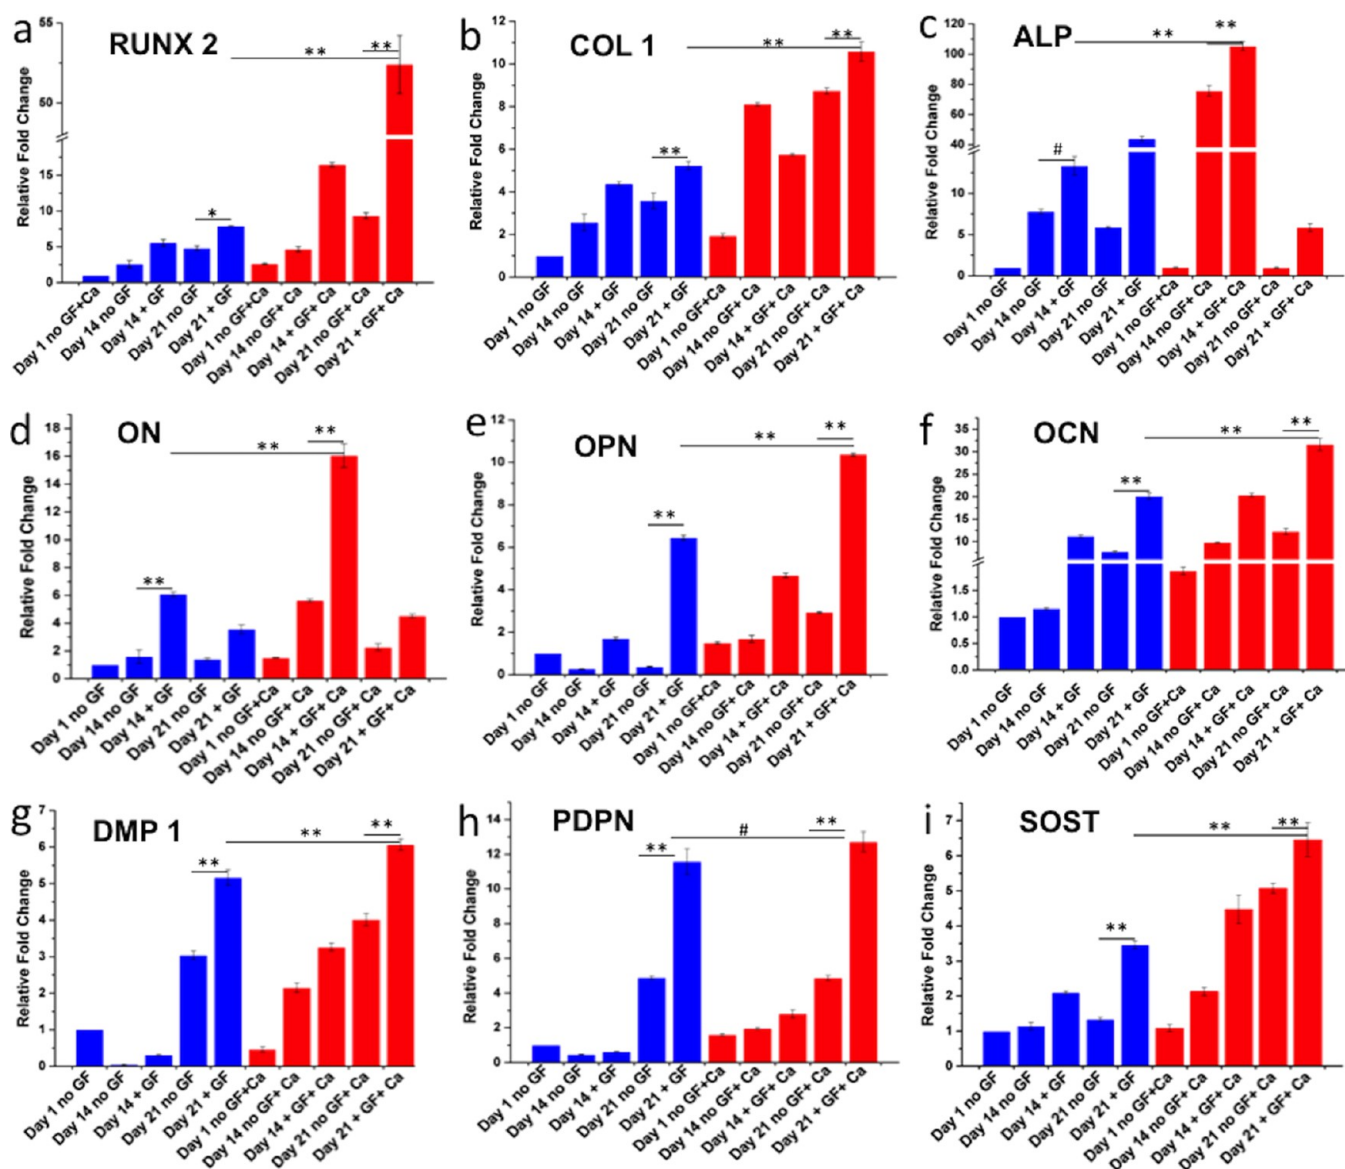 a
RUNX 2
**
**
*
Relative Fold Change
55
50
15
10
5
0
Day 1 no GF+Ca
Day 14 no GF
Day 14 + GF
Day 21 no GF
Day 21 + GF
Day 1 no GF+Ca
Day 14 no GF+ Ca
Day 14 + GF+ Ca
Day 21 no GF+ Ca
Day 21 + GF+ Ca
b
COL 1
**
**
**
Relative Fold Change
12
10
8
6
4
2
0
Day 1 no GF
Day 14 no GF
Day 14 + GF
Day 21 no GF
Day 21 + GF
Day 1 no GF+Ca
Day 14 no GF+ Ca
Day 14 + GF+ Ca
Day 21 no GF+ Ca
Day 21 + GF+ Ca
c
ALP
**
**
#
Relative Fold Change
120
100
80
60
40
10
5
0
Day 1 no GF
Day 14 no GF
Day 14 + GF
Day 21 no GF
Day 21 + GF
Day 1 no GF+Ca
Day 14 no GF+ Ca
Day 14 + GF+ Ca
Day 21 no GF+ Ca
Day 21 + GF+ Ca
d
ON
**
**
**
Relative Fold Change
18
16
14
12
10
8
6
4
2
0
Day 1 no GF
Day 14 no GF
Day 14 + GF
Day 21 no GF
Day 21 + GF
Day 1 no GF+Ca
Day 14 no GF+ Ca
Day 14 + GF+ Ca
Day 21 no GF+ Ca
Day 21 + GF+ Ca
e
OPN
**
**
**
Relative Fold Change
12
10
8
6
4
2
0
Day 1 no GF
Day 14 no GF
Day 14 + GF
Day 21 no GF
Day 21 + GF
Day 1 no GF+Ca
Day 14 no GF+ Ca
Day 14 + GF+ Ca
Day 21 no GF+ Ca
Day 21 + GF+ Ca
f
OCN
**
**
**
Relative Fold Change
35
30
25
20
15
10
1.5
1.0
0.5
0.0
Day 1 no GF
Day 14 no GF
Day 14 + GF
Day 21 no GF
Day 21 + GF
Day 1 no GF+Ca
Day 14 no GF+ Ca
Day 14 + GF+ Ca
Day 21 no GF+ Ca
Day 21 + GF+ Ca
g
DMP 1
**
**
**
Relative Fold Change
7
6
5
4
3
2
1
0
Day 1 no GF
Day 14 no GF
Day 14 + GF
Day 21 no GF
Day 21 + GF
Day 1 no GF+Ca
Day 14 no GF+ Ca
Day 14 + GF+ Ca
Day 21 no GF+ Ca
Day 21 + GF+ Ca
h
PDPN
#
**
**
Relative Fold Change
14
12
10
8
6
4
2
0
Day 1 no GF
Day 14 no GF
Day 14 + GF
Day 21 no GF
Day 21 + GF
Day 1 no GF+Ca
Day 14 no GF+ Ca
Day 14 + GF+ Ca
Day 21 no GF+ Ca
Day 21 + GF+ Ca
i
SOST
**
**
**
Relative Fold Change
7
6
5
4
3
2
1
0
Day 1 no GF
Day 14 no GF
Day 14 + GF
Day 21 no GF
Day 21 + GF
Day 1 no GF+Ca
Day 14 no GF+ Ca
Day 14 + GF+ Ca
Day 21 no GF+ Ca
Day 21 + GF+ Ca